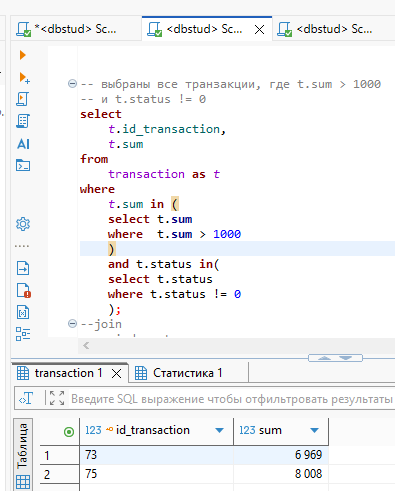 *<dbstud> Sc...
<dbstud> Sc...
<dbstud> Sc...
-- выбраны все транзакции, где t.sum > 1000
-- и t.status != 0
select
t.id_transaction,
t.sum
from
transaction as t
where
t.sum in (
select t.sum
where t.sum > 1000
)
and t.status in(
select t.status
where t.status != 0
);
--join
AI
transaction 1
Статистика 1
Введите SQL выражение чтобы отфильтровать результаты
Таблица
123 id_transaction
123 sum
1 73 6 969
2 75 8 008